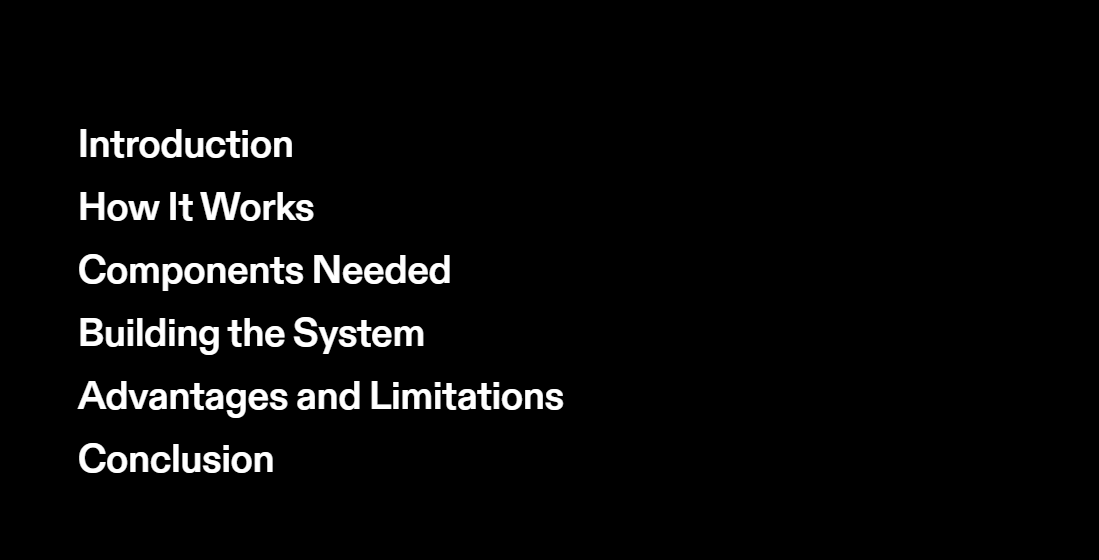 Introduction
How It Works
Components Needed
Building the System
Advantages and Limitations
Conclusion